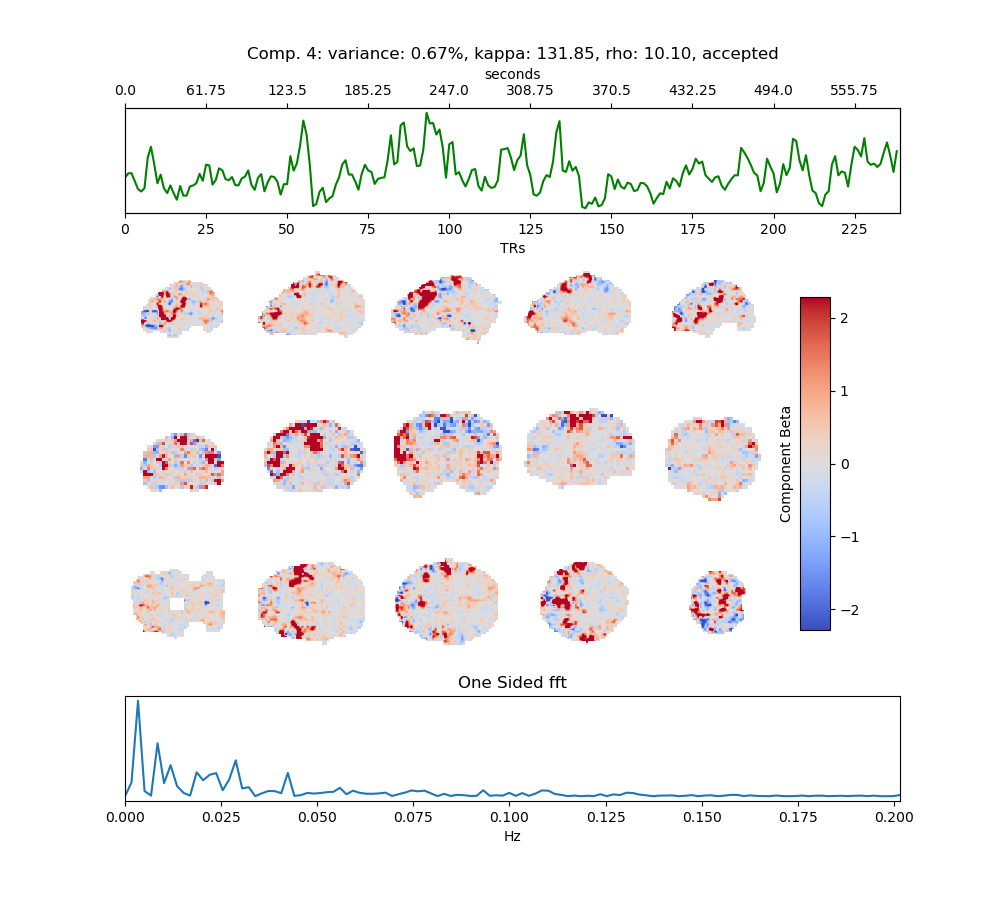 Comp. 4: variance: 0.67%, kappa: 131.85, rho: 10.10, accepted
seconds
0.0 61.75 123.5 185.25 247.0 308.75 370.5 432.25 494.0 555.75
0 25 50 75 100 125 150 175 200 225
TRs
2
1
0
−1
−2
Component Beta
One Sided fft
0.000 0.025 0.050 0.075 0.100 0.125 0.150 0.175 0.200
Hz